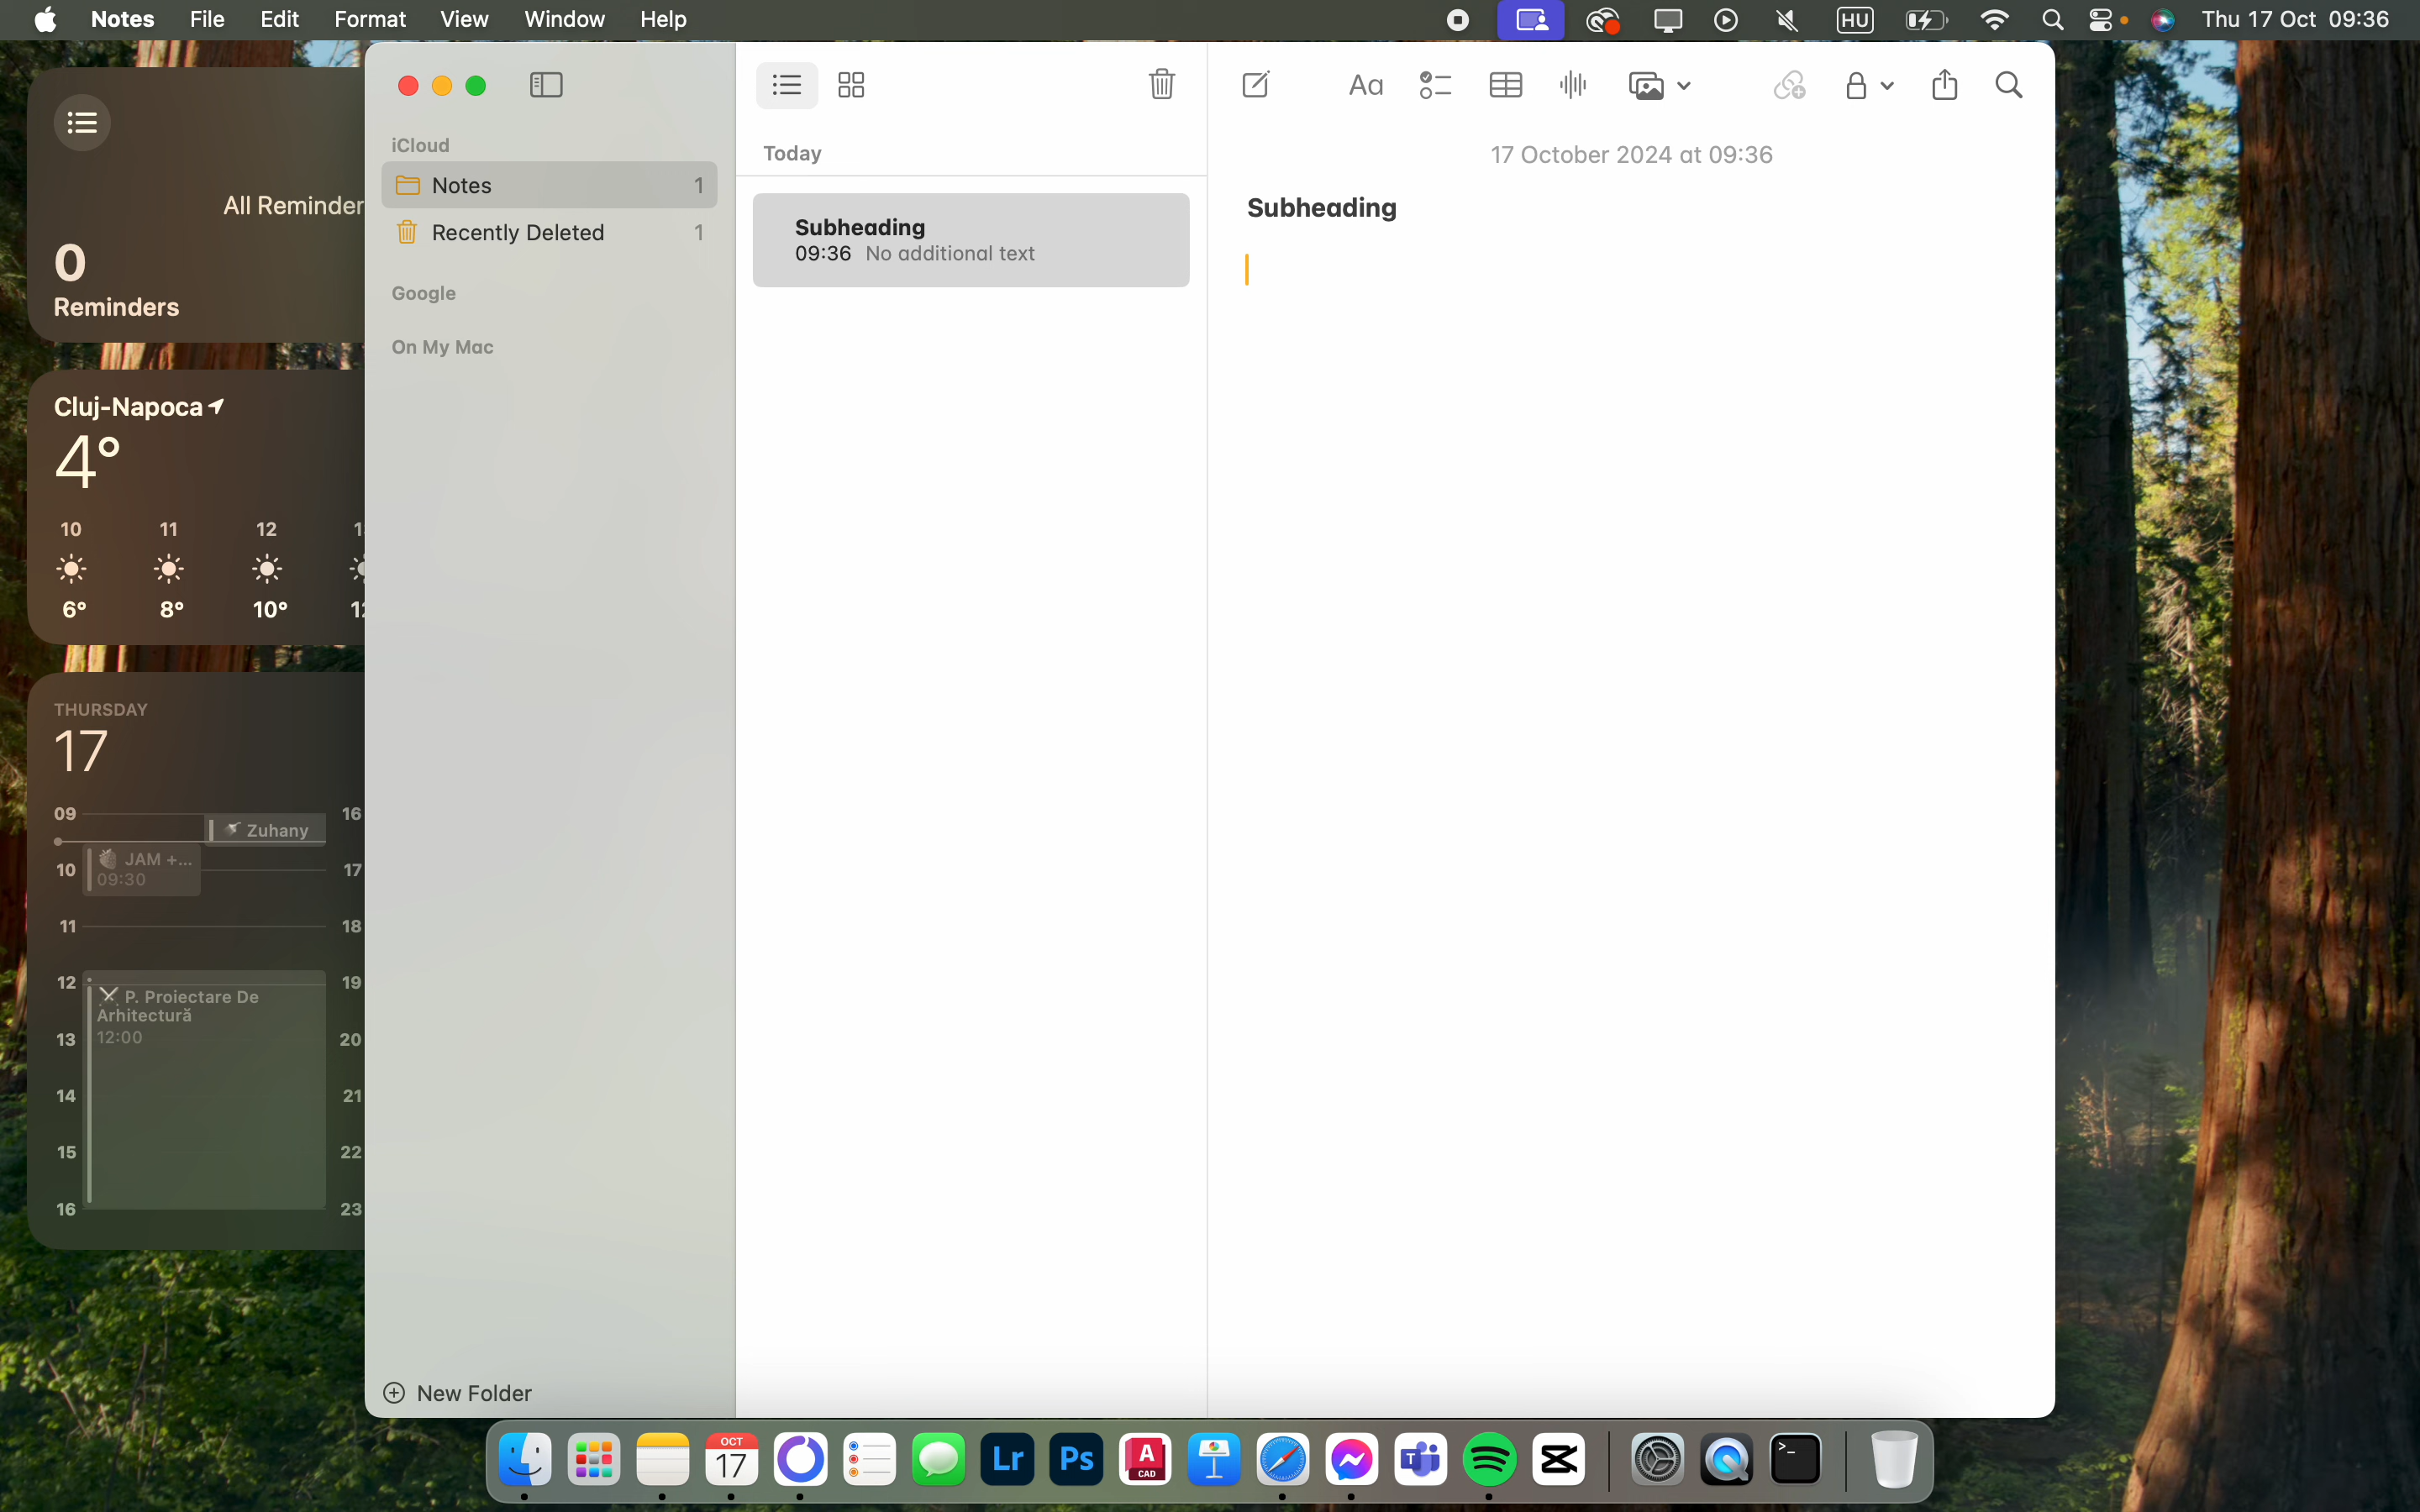 Notes File Edit Format View Window Help HU Thu 17 Oct 09:36
All Reminder
0
Reminders
Cluj-Napoca
4°
10 11 12
6° 8° 10°
THURSDAY
17
09 16
Zuhany
JAM +...
10 17
09:30
11 18
12 19
P. Proiectare De
Arhitectură
12:00
13 20
14 21
15 22
16 23
iCloud
Notes 1
Recently Deleted 1
Google
On My Mac
New Folder
Today
Subheading
09:36 No additional text
Aa
17 October 2024 at 09:36
Subheading
OCT
17
Lr
Ps
A
CAD
T
>_